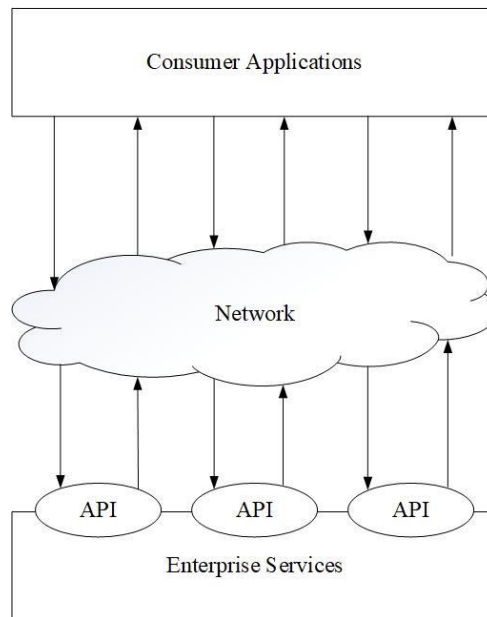 Consumer Applications
Network
API API API
Enterprise Services